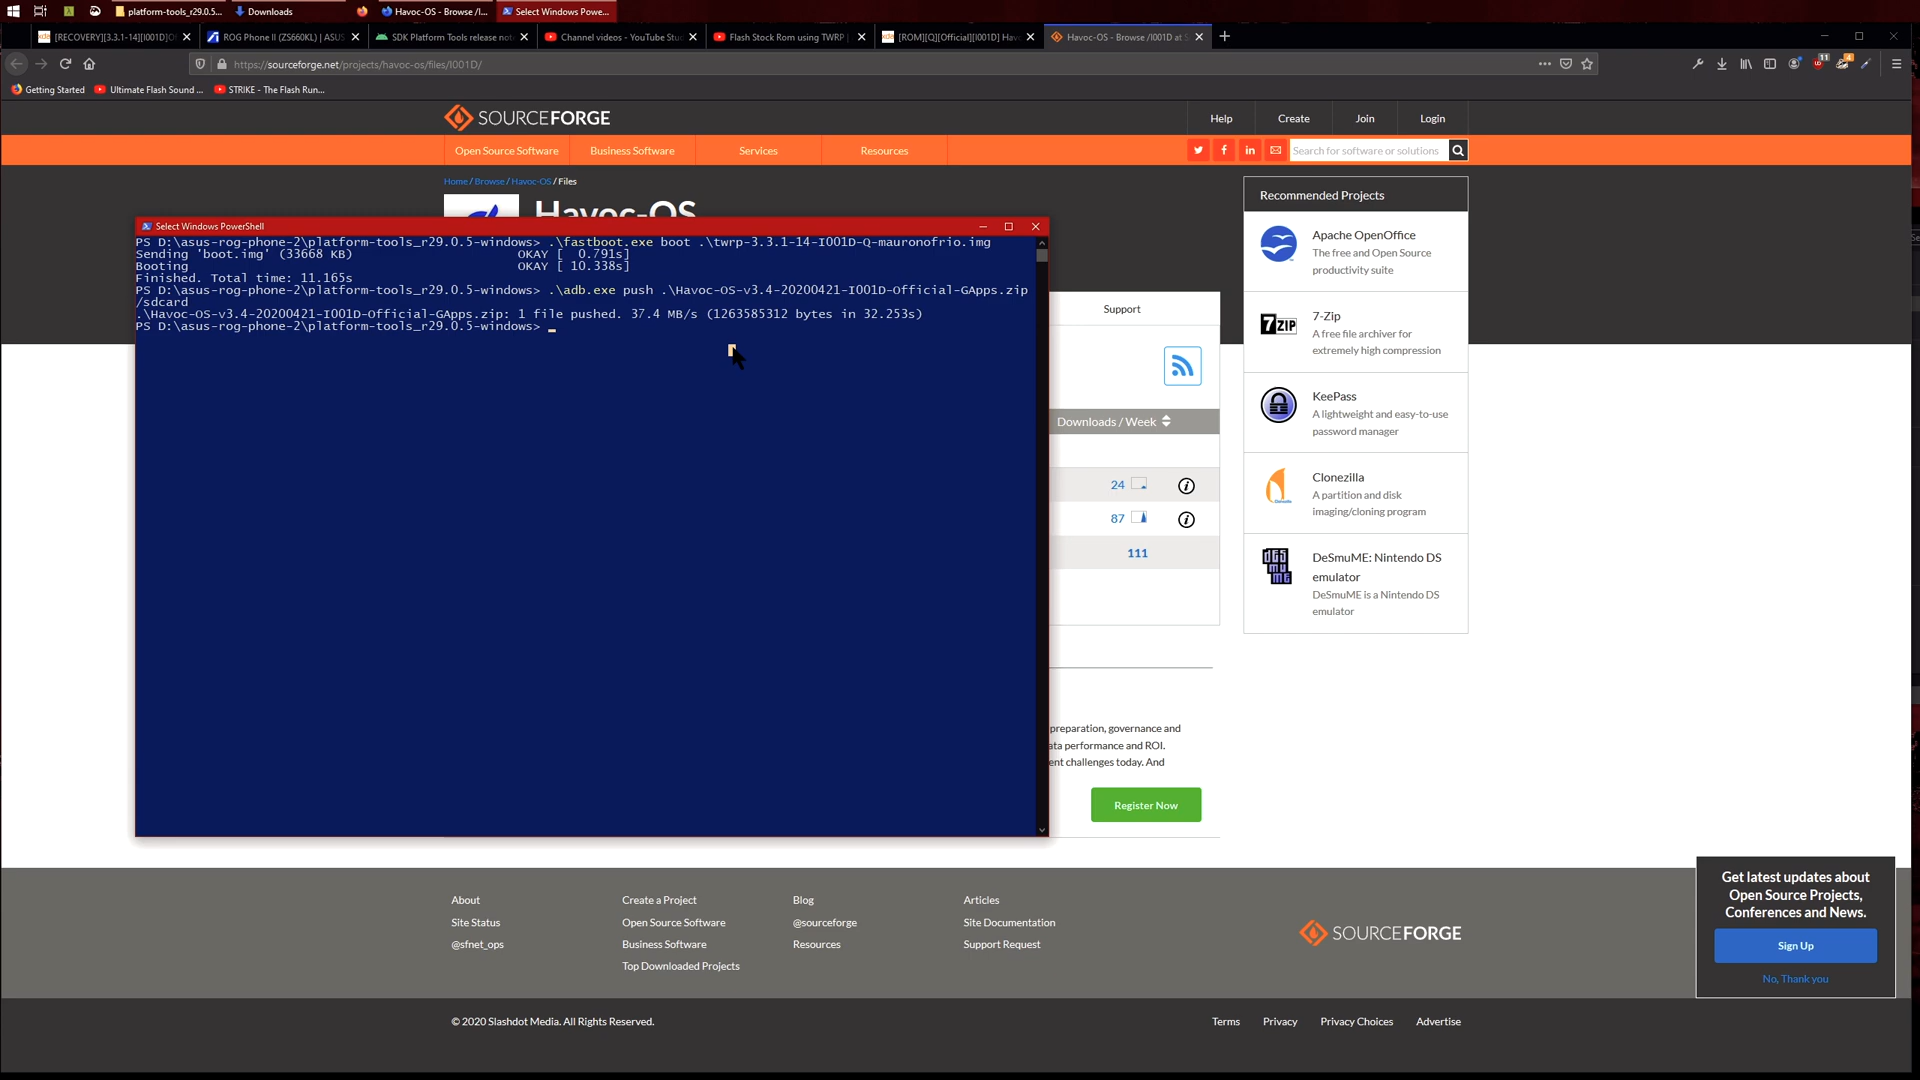 platform-tools_r29.0.5...
Downloads
Havoc-OS - Browse /I...
Select Windows Powe...
[RECOVERY][3.3.1-14][I001D]O
ROG Phone II (ZS660KL) | ASUS
SDK Platform Tools release not
Channel videos - YouTube Stu
Flash Stock Rom using TWRP |
[ROM][Q][Official][I001D] Hav
Havoc-OS - Browse /I001D at S
https://sourceforge.net/projects/havoc-os/files/I001D/
11
4
Getting Started
Ultimate Flash Sound ...
STRIKE - The Flash Run...
SOURCEFORGE
Help
Create
Join
Login
Open Source Software
Business Software
Services
Resources
Search for software or solutions
Home / Browse / Havoc-OS / Files
Havoc-OS
Select Windows PowerShell
PS D:\asus-rog-phone-2\platform-tools_r29.0.5-windows> .\fastboot.exe boot .\twrp-3.3.1-14-I001D-Q-mauronofrio.img
Sending 'boot.img' (33668 KB) OKAY [ 0.791s]
Booting OKAY [ 10.338s]
Finished. Total time: 11.165s
PS D:\asus-rog-phone-2\platform-tools_r29.0.5-windows> .\adb.exe push .\Havoc-OS-v3.4-20200421-I001D-Official-GApps.zip
/sdcard
.\Havoc-OS-v3.4-20200421-I001D-Official-GApps.zip: 1 file pushed. 37.4 MB/s (1263585312 bytes in 32.253s)
PS D:\asus-rog-phone-2\platform-tools_r29.0.5-windows> _
Support
Downloads / Week
24
87
111
preparation, governance and
ata performance and ROI.
ent challenges today. And
Register Now
Recommended Projects
Apache OpenOffice
The free and Open Source
productivity suite
7ZIP
7-Zip
A free file archiver for
extremely high compression
KeePass
A lightweight and easy-to-use
password manager
Clonezilla
A partition and disk
imaging/cloning program
DeSmuME: Nintendo DS
emulator
DeSmuME is a Nintendo DS
emulator
Get latest updates about
Open Source Projects,
Conferences and News.
Sign Up
No, Thank you
About
Site Status
@sfnet_ops
Create a Project
Open Source Software
Business Software
Top Downloaded Projects
Blog
@sourceforge
Resources
Articles
Site Documentation
Support Request
SOURCEFORGE
© 2020 Slashdot Media. All Rights Reserved.
Terms
Privacy
Privacy Choices
Advertise